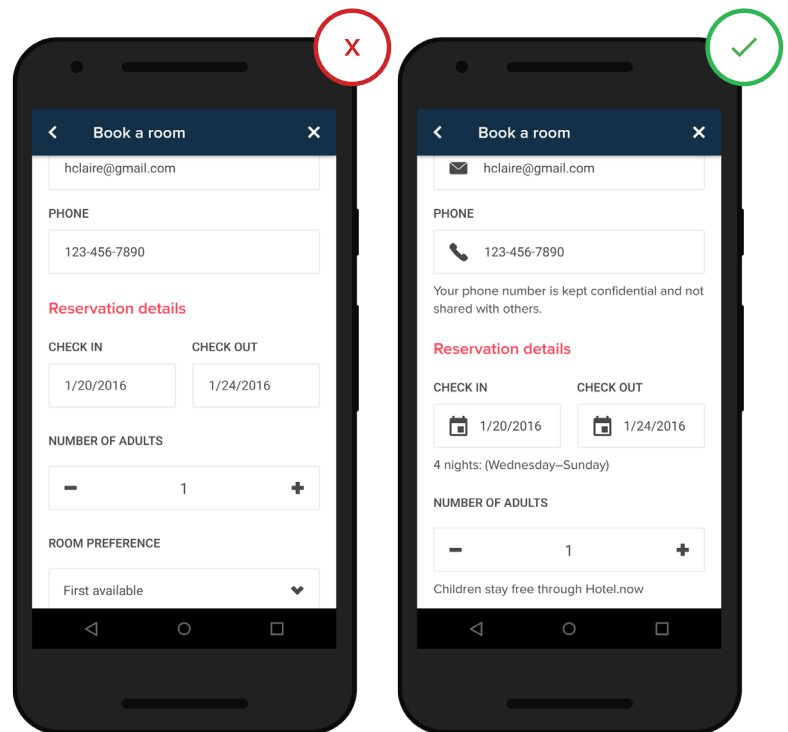 X
Book a room
hclaire@gmail.com
PHONE
123-456-7890
Reservation details
CHECK IN CHECK OUT
1/20/2016 1/24/2016
NUMBER OF ADULTS
1
ROOM PREFERENCE
First available
Book a room
hclaire@gmail.com
PHONE
123-456-7890
Your phone number is kept confidential and not
shared with others.
Reservation details
CHECK IN CHECK OUT
1/20/2016 1/24/2016
4 nights: (Wednesday–Sunday)
NUMBER OF ADULTS
1
Children stay free through Hotel.now